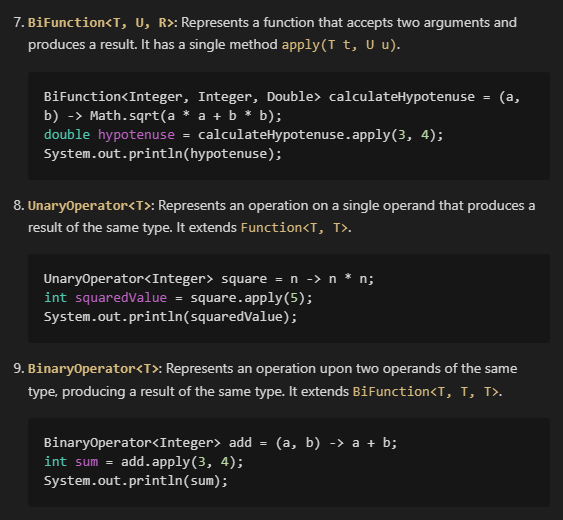 7. BiFunction<T, U, R>: Represents a function that accepts two arguments and
produces a result. It has a single method apply(T t, U u).
BiFunction<Integer, Integer, Double> calculateHypotenuse = (a,
b) -> Math.sqrt(a * a + b * b);
double hypotenuse = calculateHypotenuse.apply(3, 4);
System.out.println(hypotenuse);
8. UnaryOperator<T>: Represents an operation on a single operand that produces a
result of the same type. It extends Function<T, T>.
UnaryOperator<Integer> square = n -> n * n;
int squaredValue = square.apply(5);
System.out.println(squaredValue);
9. BinaryOperator<T>: Represents an operation upon two operands of the same
type, producing a result of the same type. It extends BiFunction<T, T, T>.
BinaryOperator<Integer> add = (a, b) -> a + b;
int sum = add.apply(3, 4);
System.out.println(sum);